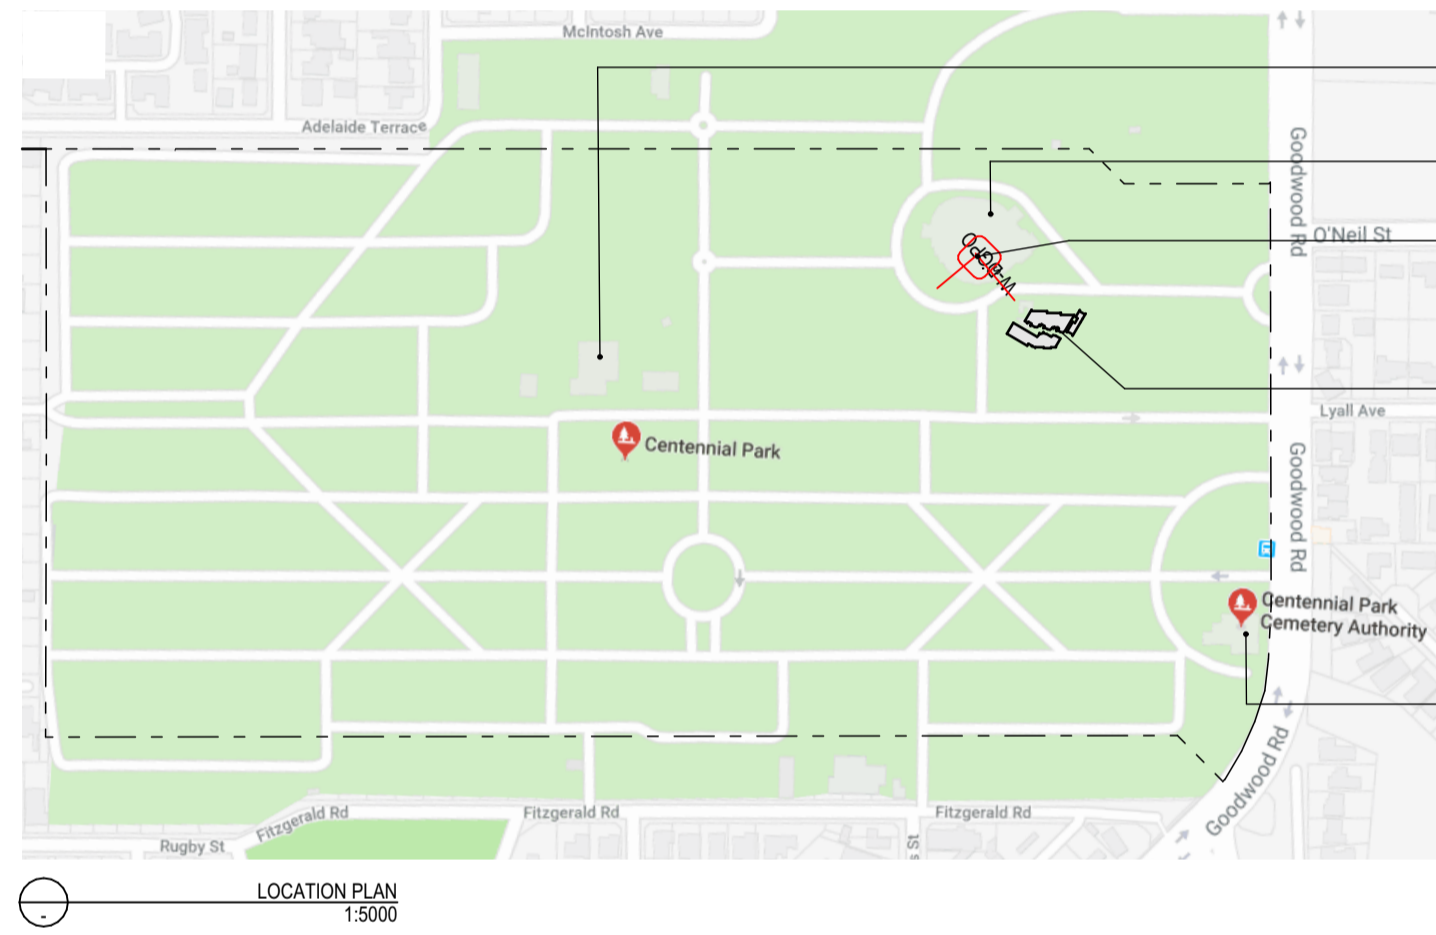 McIntosh Ave
Adelaide Terrace
Goodwood Rd
O'Neil St
Lyall Ave
Centennial Park
Goodwood Rd
Centennial Park
Cemetery Authority
Goodwood Rd
Fitzgerald Rd
Fitzgerald Rd
Fitzgerald Rd
Rugby St
s St
LOCATION PLAN
1:5000
-